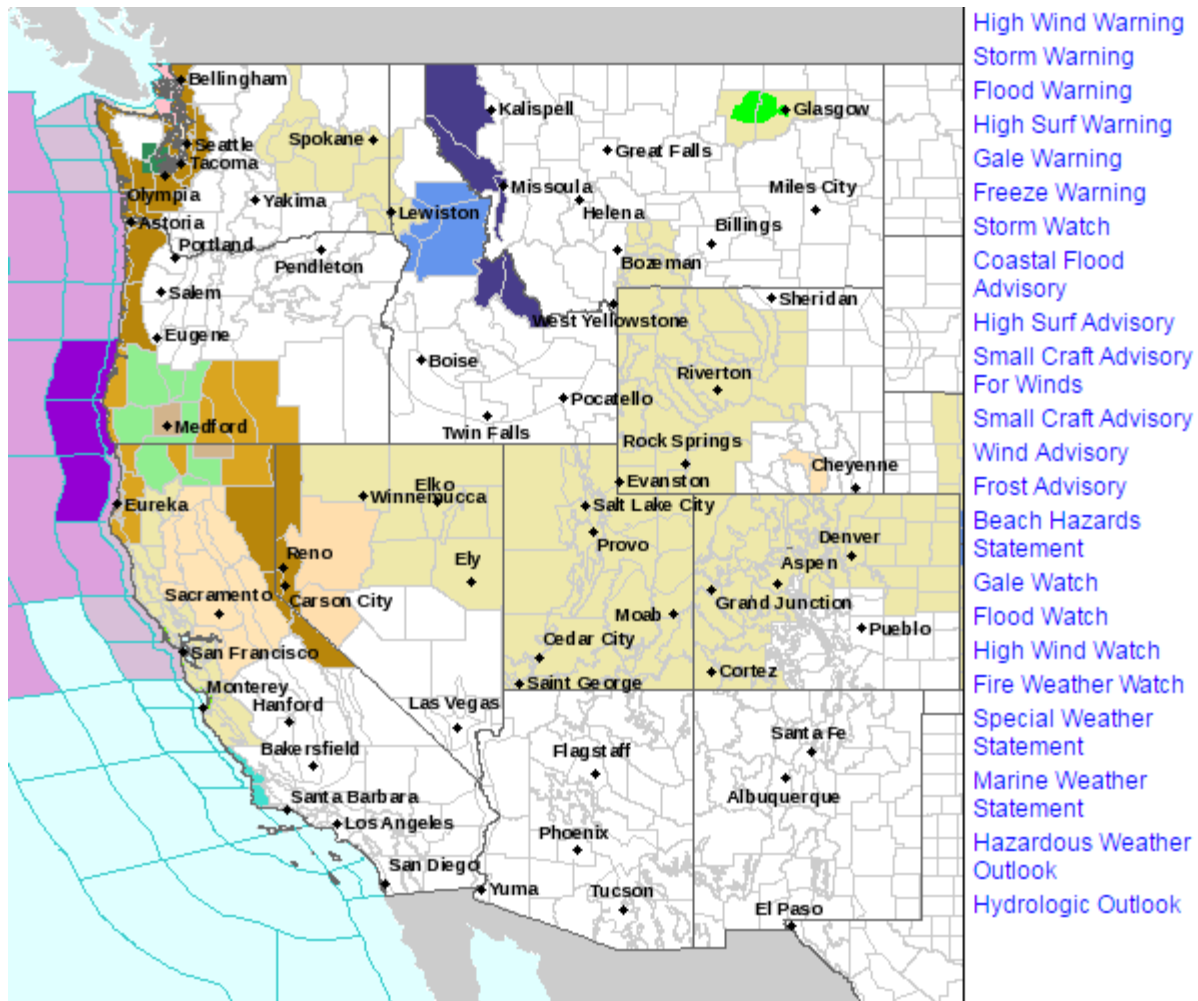 High Wind Warning
Storm Warning
Flood Warning
High Surf Warning
Gale Warning
Freeze Warning
Storm Watch
Coastal Flood
Advisory
High Surf Advisory
Small Craft Advisory
For Winds
Small Craft Advisory
Wind Advisory
Frost Advisory
Beach Hazards
Statement
Gale Watch
Flood Watch
High Wind Watch
Fire Weather Watch
Special Weather
Statement
Marine Weather
Statement
Hazardous Weather
Outlook
Hydrologic Outlook
Bellingham
Kalispell
Glasgow
Spokane
Seattle
Great Falls
Tacoma
Missoula
Miles City
Olympia
Yakima
Lewiston
Helena
Astoria
Billings
Portland
Pendleton
Bozeman
Salem
Sheridan
West Yellowstone
Eugene
Boise
Riverton
Pocatello
Medford
Twin Falls
Rock Springs
Cheyenne
Elko
Evanston
Winnemucca
Eureka
Salt Lake City
Denver
Provo
Reno
Ely
Aspen
Sacramento
Carson City
Grand Junction
Moab
Pueblo
Cedar City
San Francisco
Cortez
Saint George
Monterey
Hanford
Las Vegas
Santa Fe
Bakersfield
Flagstaff
Santa Barbara
Albuquerque
Los Angeles
Phoenix
San Diego
Yuma
Tucson
El Paso